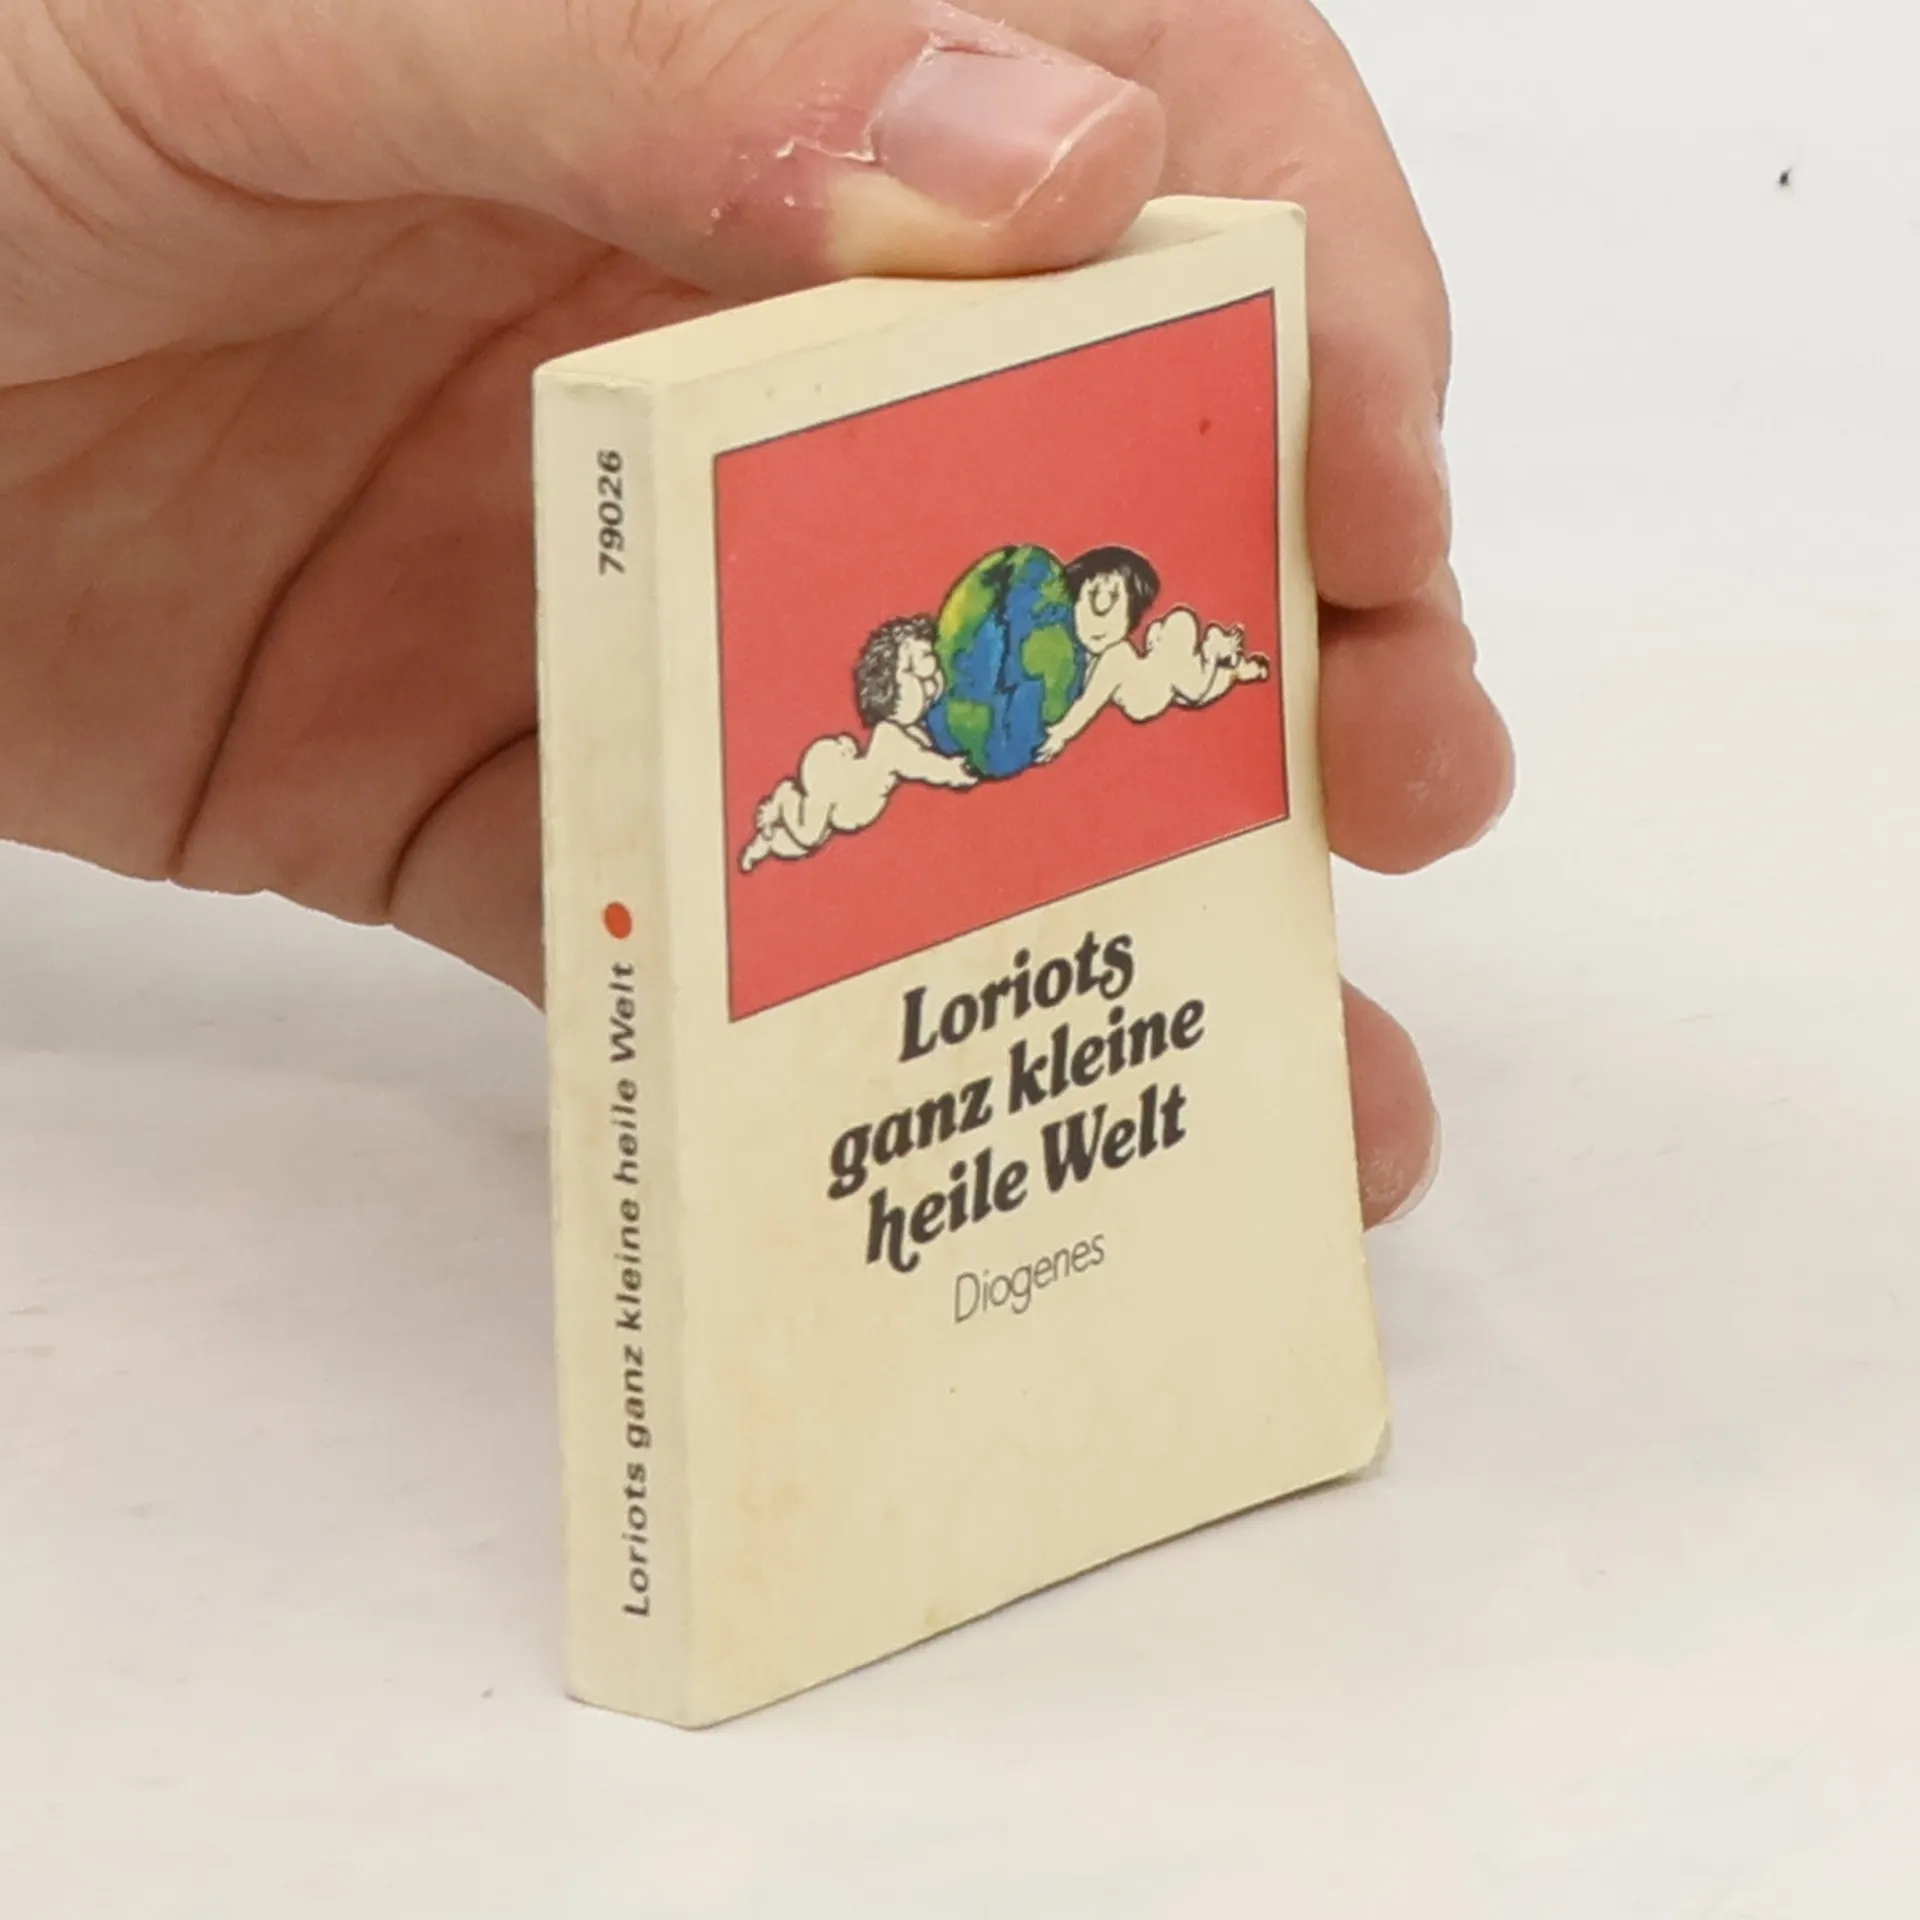 79026
Loriots ganz kleine heile Welt
Loriots
ganz kleine
heile Welt
Diogenes